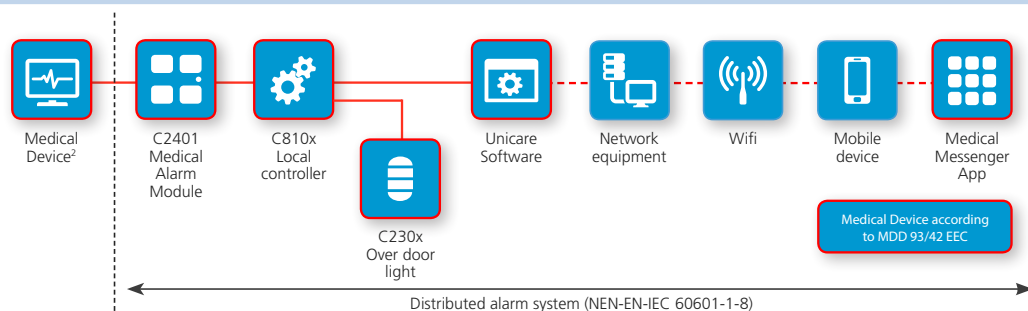 Medical
Device²
C2401
Medical
Alarm
Module
C810x
Local
controller
C230x
Over door
light
Unicare
Software
Network
equipment
Wifi
Mobile
device
Medical
Messenger
App
Medical Device according
to MDD 93/42 EEC
Distributed alarm system (NEN-EN-IEC 60601-1-8)